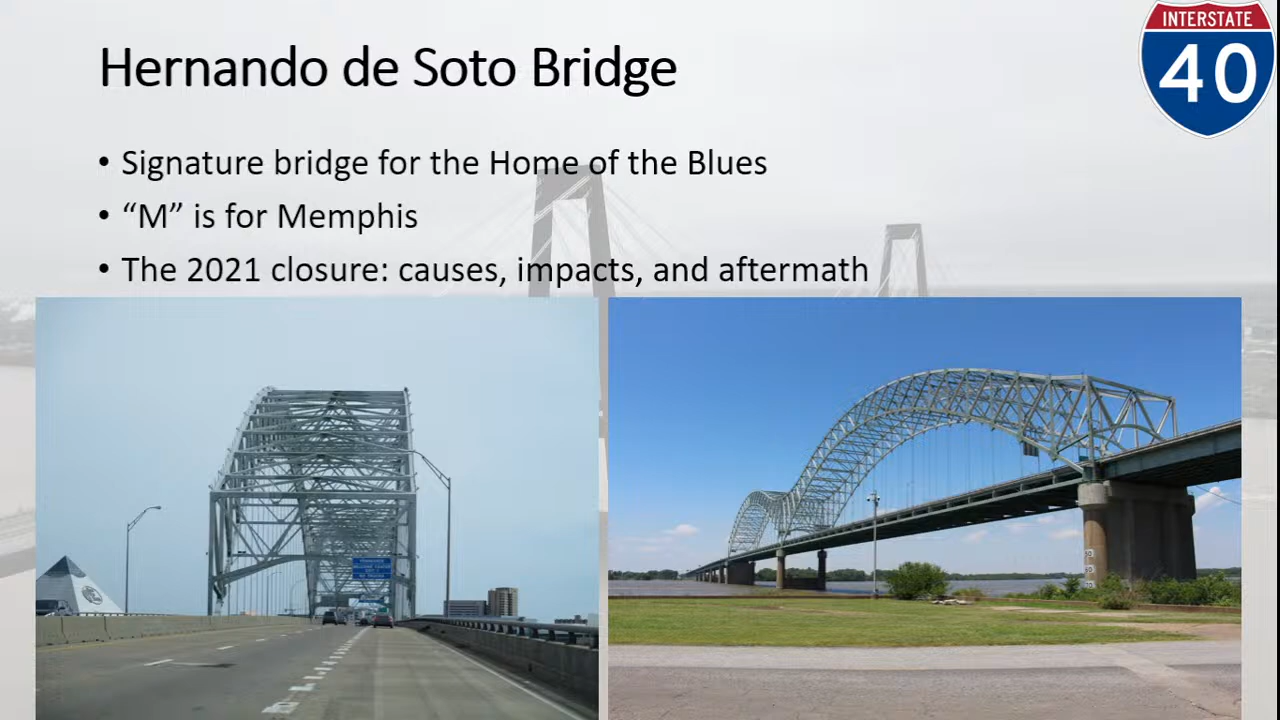 Hernando de Soto Bridge
INTERSTATE
40
• Signature bridge for the Home of the Blues
• “M” is for Memphis
• The 2021 closure: causes, impacts, and aftermath